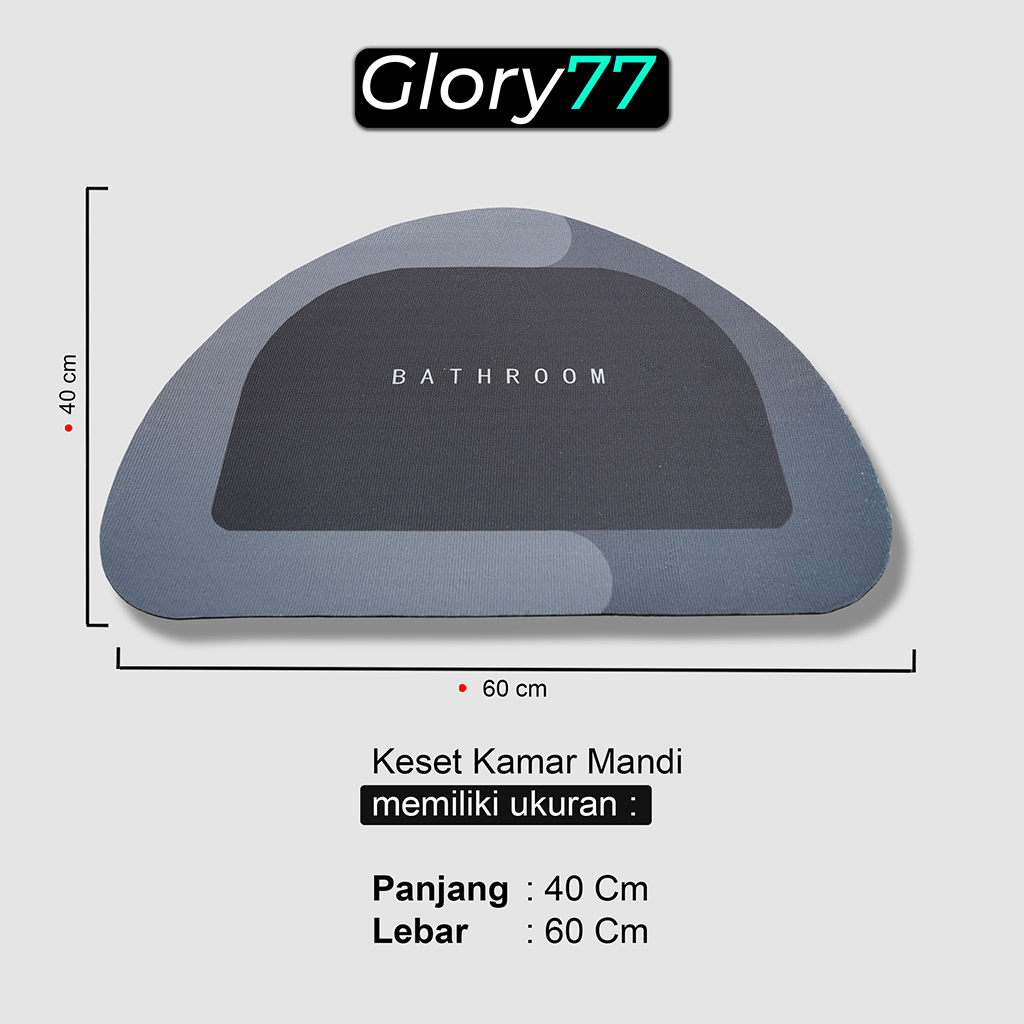 Glory77
40 cm
BATHROOM
60 cm
Keset Kamar Mandi
memiliki ukuran :
Panjang : 40 Cm
Lebar : 60 Cm